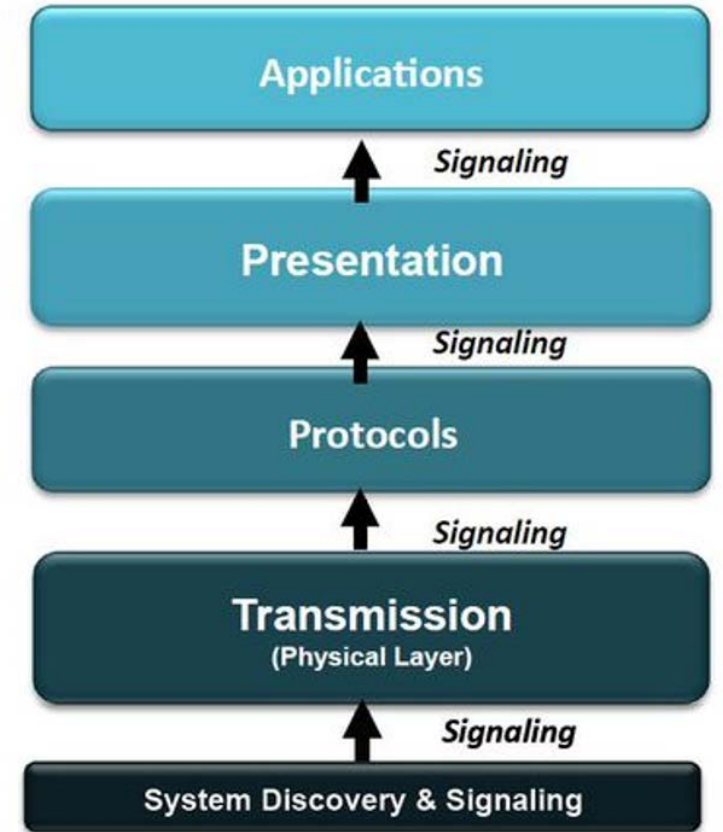 Applications
Signaling
Presentation
Signaling
Protocols
Signaling
Transmission
(Physical Layer)
Signaling
System Discovery & Signaling